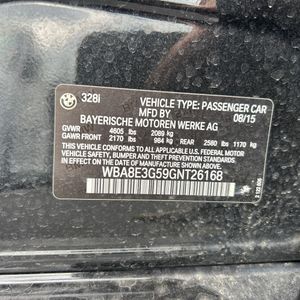 328i
VEHICLE TYPE: PASSENGER CAR
MFD BY 08/15
BAYERISCHE MOTOREN WERKE AG
GVWR 4605 lbs 2089 kg
GAWR FRONT 2170 lbs 984 kg REAR 2580 lbs 1170 kg
THIS VEHICLE CONFORMS TO ALL APPLICABLE U.S.
FEDERAL MOTOR VEHICLE SAFETY, BUMPER, AND
THEFT PREVENTION STANDARDS IN EFFECT ON THE
DATE OF MANUFACTURE SHOWN ABOVE.
WBA8E3G59GNT26168